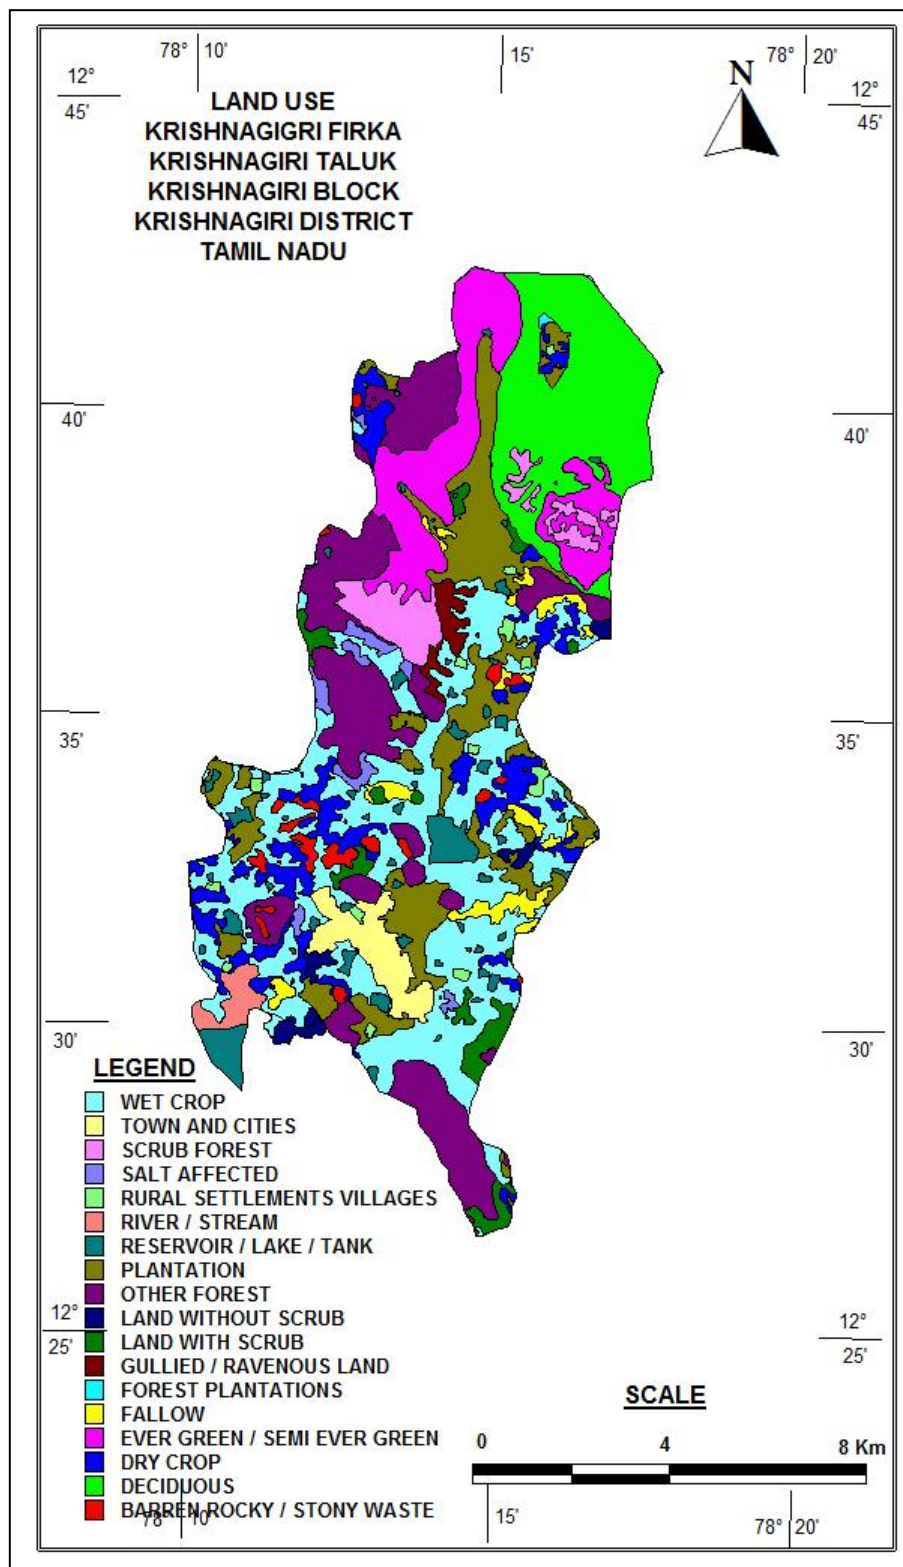 78° 10' 15' 78° 20'
12° 45' 12° 45'
N
LAND USE
KRISHNAGIGRI FIRKA
KRISHNAGIRI TALUK
KRISHNAGIRI BLOCK
KRISHNAGIRI DISTRICT
TAMIL NADU
40' 40'
35' 35'
30' 30'
LEGEND
WET CROP
TOWN AND CITIES
SCRUB FOREST
SALT AFFECTED
RURAL SETTLEMENTS VILLAGES
RIVER / STREAM
RESERVOIR / LAKE / TANK
PLANTATION
OTHER FOREST
LAND WITHOUT SCRUB
LAND WITH SCRUB
GULLIED / RAVENOUS LAND
FOREST PLANTATIONS
FALLOW
EVER GREEN / SEMI EVER GREEN
DRY CROP
DECIDUOUS
BARREN ROCKY / STONY WASTE
12° 25' 12° 25'
SCALE
0 4 8 Km
78° 10' 15' 78° 20'